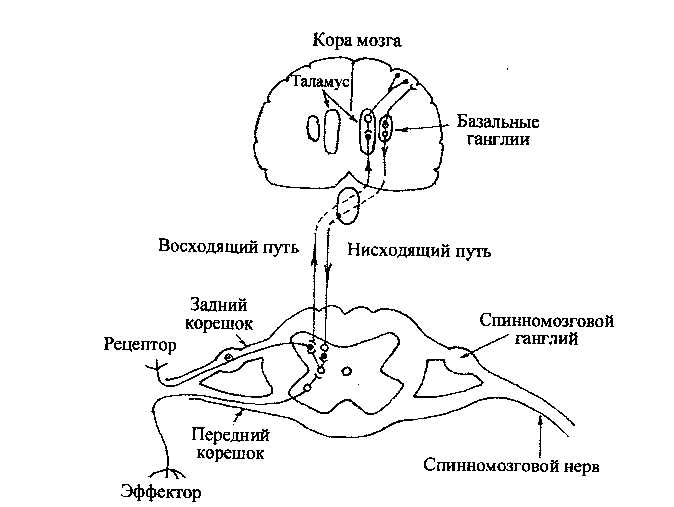 Кора мозга
Таламус
Базальные
ганглии
Восходящий путь
Нисходящий путь
Задний
корешок
Спинномозговой
ганглий
Рецептор
Передний
корешок
Спинномозговой нерв
Эффектор